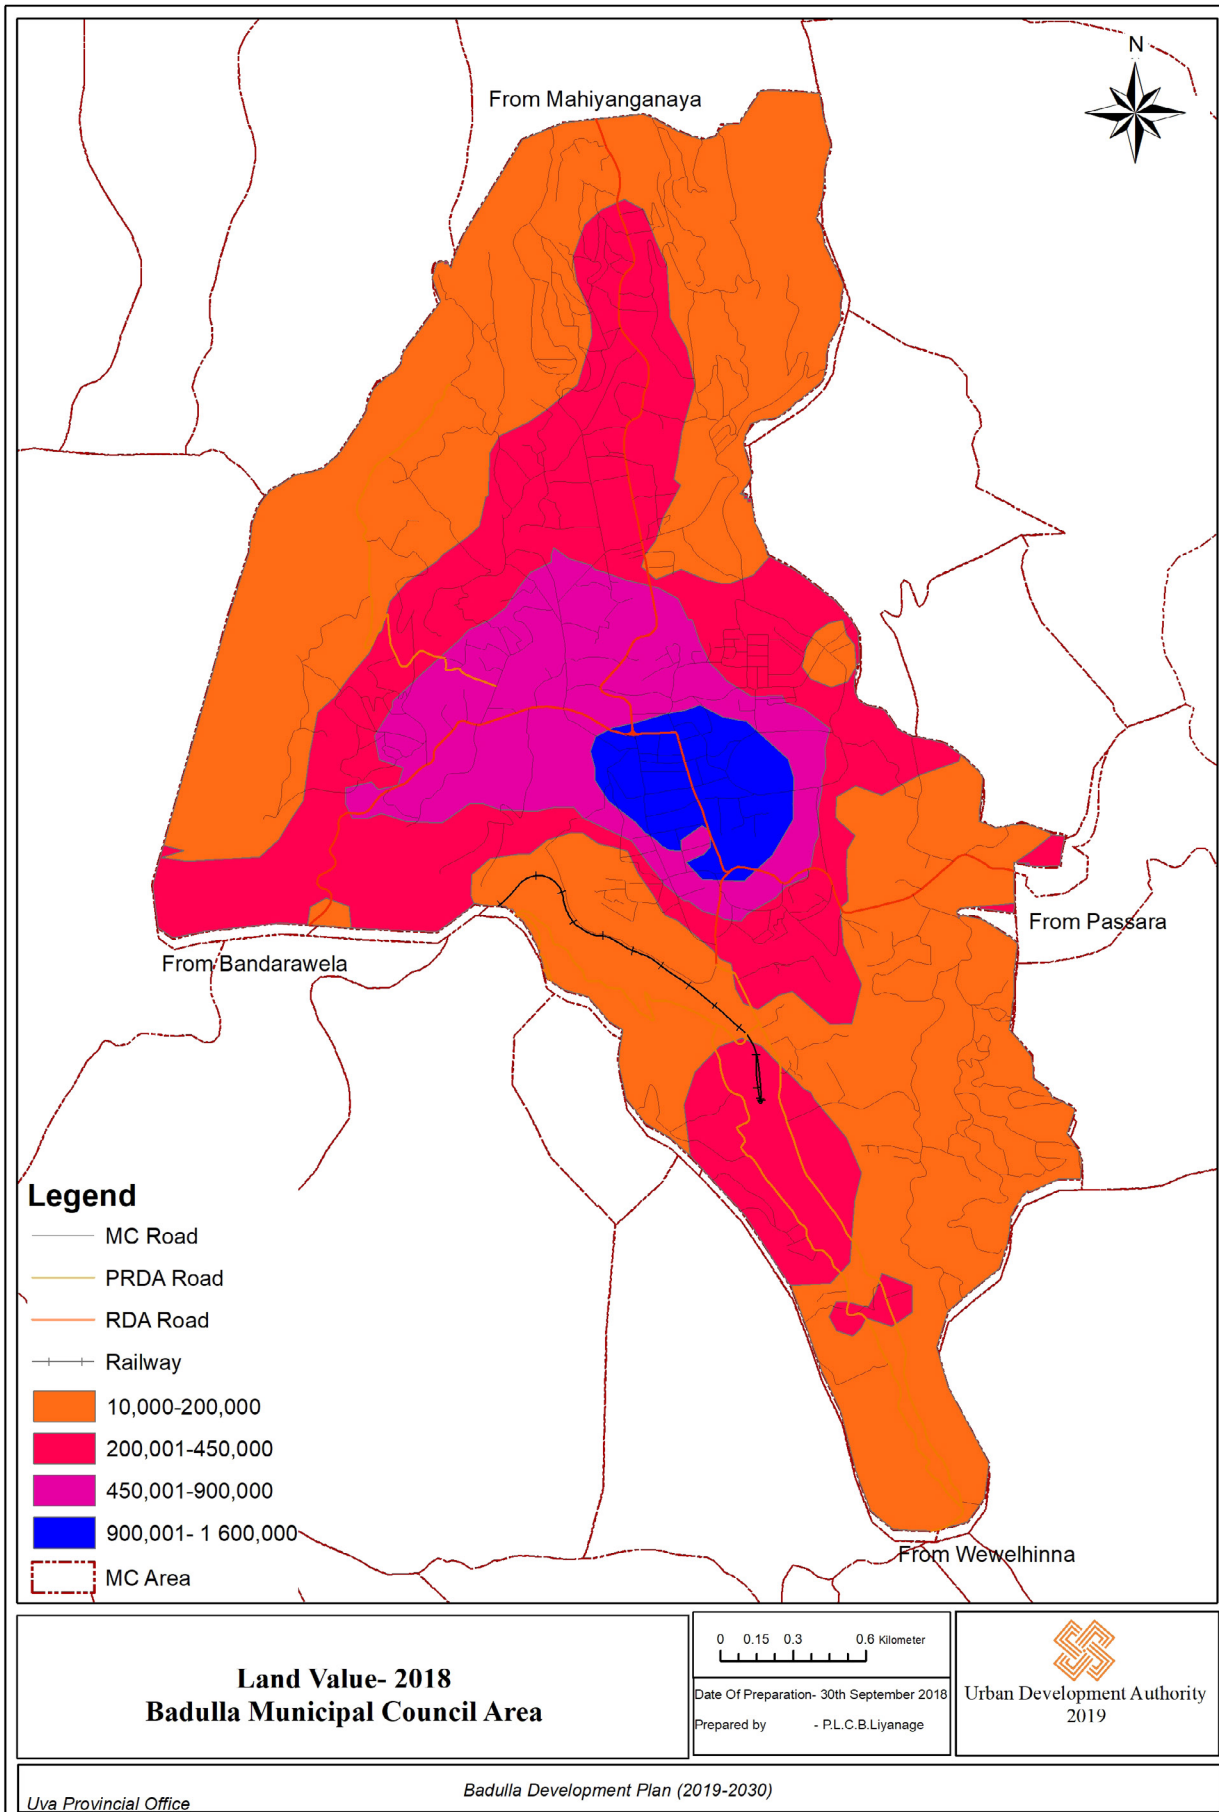 From Mahiyanganaya
N
From Passara
From Bandarawela
Legend
MC Road
PRDA Road
RDA Road
Railway
10,000-200,000
200,001-450,000
450,001-900,000
900,001- 1 600,000
MC Area
From Wewelhinna
Land Value- 2018
Badulla Municipal Council Area
0 0.15 0.3 0.6 Kilometer
Date Of Preparation- 30th September 2018
Prepared by - P.L.C.B.Liyanage
Urban Development Authority
2019
Badulla Development Plan (2019-2030)
Uva Provincial Office